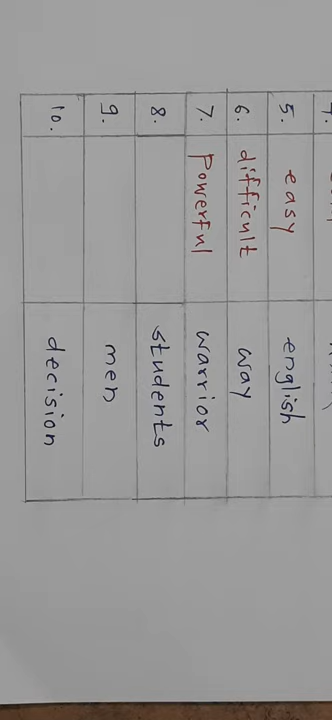 5. easy english
6. difficult way
7. Powerful warrior
8. students
9. men
10. decision